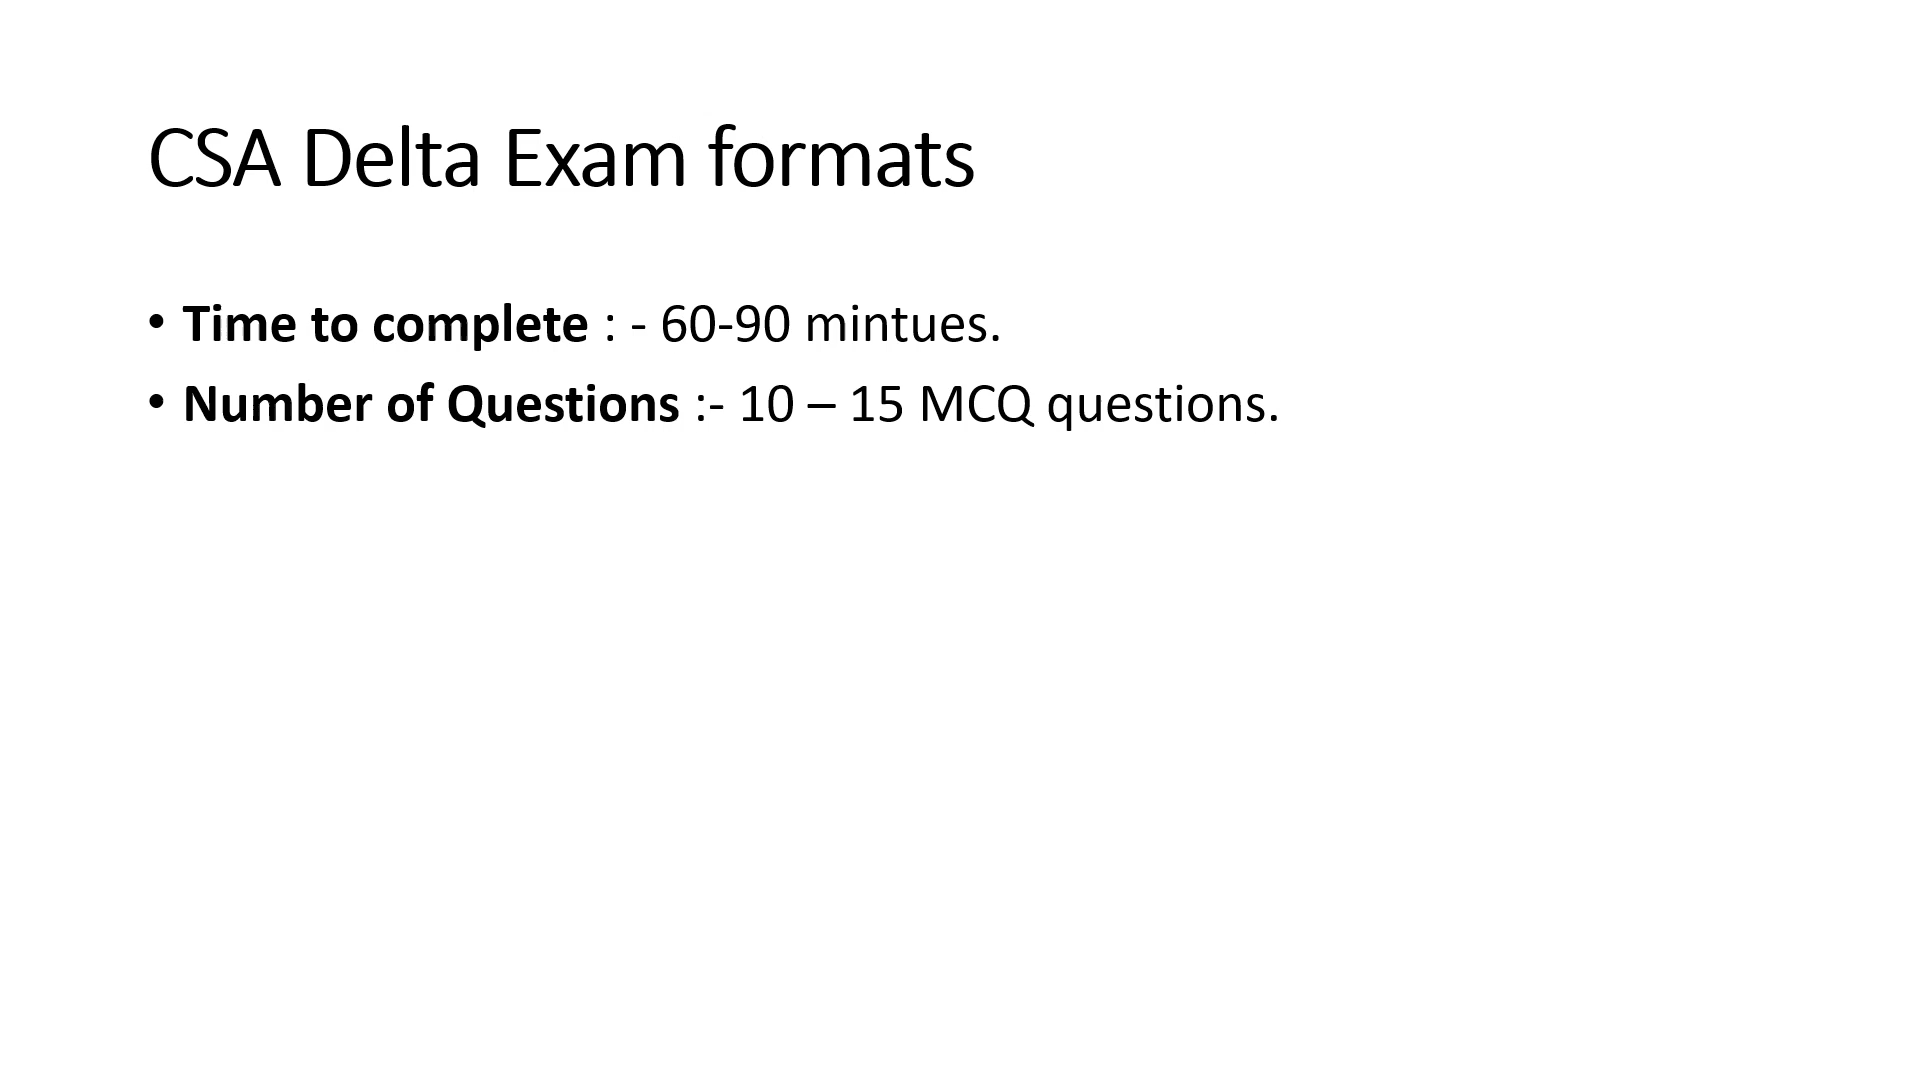 CSA Delta Exam formats
• Time to complete : - 60-90 mintues.
• Number of Questions :- 10 – 15 MCQ questions.